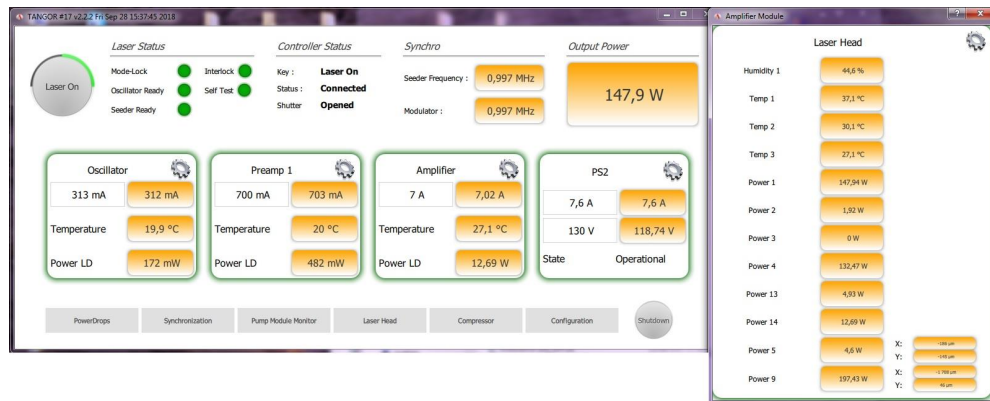 TANGOR #17 v2.2.2 Fri Sep 28 15:37:45 2018
Laser Status
Controller Status
Synchro
Output Power
Laser On
Mode-Lock
Interlock
Oscillator Ready
Self Test
Seeder Ready
Key : Laser On
Status : Connected
Shutter Opened
Seeder Frequency : 0,997 MHz
Modulator : 0,997 MHz
147,9 W
Oscillator
313 mA 312 mA
Temperature 19,9 °C
Power LD 172 mW
Preamp 1
700 mA 703 mA
Temperature 20 °C
Power LD 482 mW
Amplifier
7 A 7,02 A
Temperature 27,1 °C
Power LD 12,69 W
PS2
7,6 A 7,6 A
130 V 118,74 V
State Operational
PowerDrops
Synchronization
Pump Module Monitor
Laser Head
Compressor
Configuration
Shutdown
Amplifier Module
Laser Head
Humidity 1 44,6 %
Temp 1 37,1 °C
Temp 2 30,1 °C
Temp 3 27,1 °C
Power 1 147,94 W
Power 2 1,92 W
Power 3 0 W
Power 4 132,47 W
Power 13 4,93 W
Power 14 12,69 W
Power 5 4,6 W
X:
Y:
Power 9 197,43 W
X:
Y: 46 µm